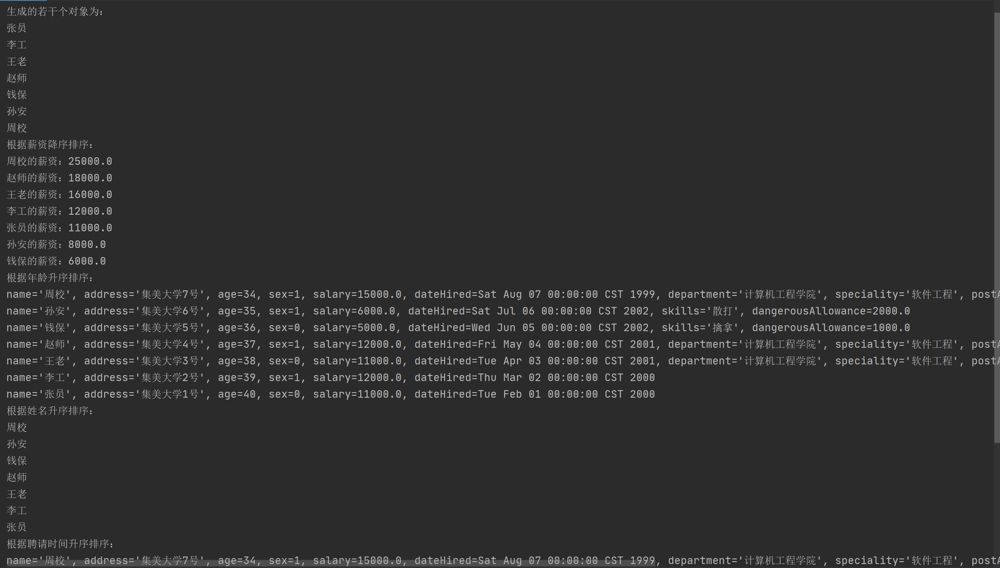 生成的若干个对象为：
张员
李工
王老
赵师
钱保
孙安
周校
根据薪资降序排序：
周校的薪资：25000.0
赵师的薪资：18000.0
王老的薪资：16000.0
李工的薪资：12000.0
张员的薪资：11000.0
孙安的薪资：8000.0
钱保的薪资：6000.0
根据年龄升序排序：
name='周校', address='集美大学7号', age=34, sex=1, salary=15000.0, dateHired=Sat Aug 07 00:00:00 CST 1999, department='计算机工程学院', speciality='软件工程', postA
name='孙安', address='集美大学6号', age=35, sex=1, salary=6000.0, dateHired=Sat Jul 06 00:00:00 CST 2002, skills='散打', dangerousAllowance=2000.0
name='钱保', address='集美大学5号', age=36, sex=0, salary=5000.0, dateHired=Wed Jun 05 00:00:00 CST 2002, skills='擒拿', dangerousAllowance=1000.0
name='赵师', address='集美大学4号', age=37, sex=1, salary=12000.0, dateHired=Fri May 04 00:00:00 CST 2001, department='计算机工程学院', speciality='软件工程', postA
name='王老', address='集美大学3号', age=38, sex=0, salary=11000.0, dateHired=Tue Apr 03 00:00:00 CST 2001, department='计算机工程学院', speciality='软件工程', postA
name='李工', address='集美大学2号', age=39, sex=1, salary=12000.0, dateHired=Thu Mar 02 00:00:00 CST 2000
name='张员', address='集美大学1号', age=40, sex=0, salary=11000.0, dateHired=Tue Feb 01 00:00:00 CST 2000
根据姓名升序排序：
周校
孙安
钱保
赵师
王老
李工
张员
根据聘请时间升序排序：
name='周校', address='集美大学7号', age=34, sex=1, salary=15000.0, dateHired=Sat Aug 07 00:00:00 CST 1999, department='计算机工程学院', speciality='软件工程', postA